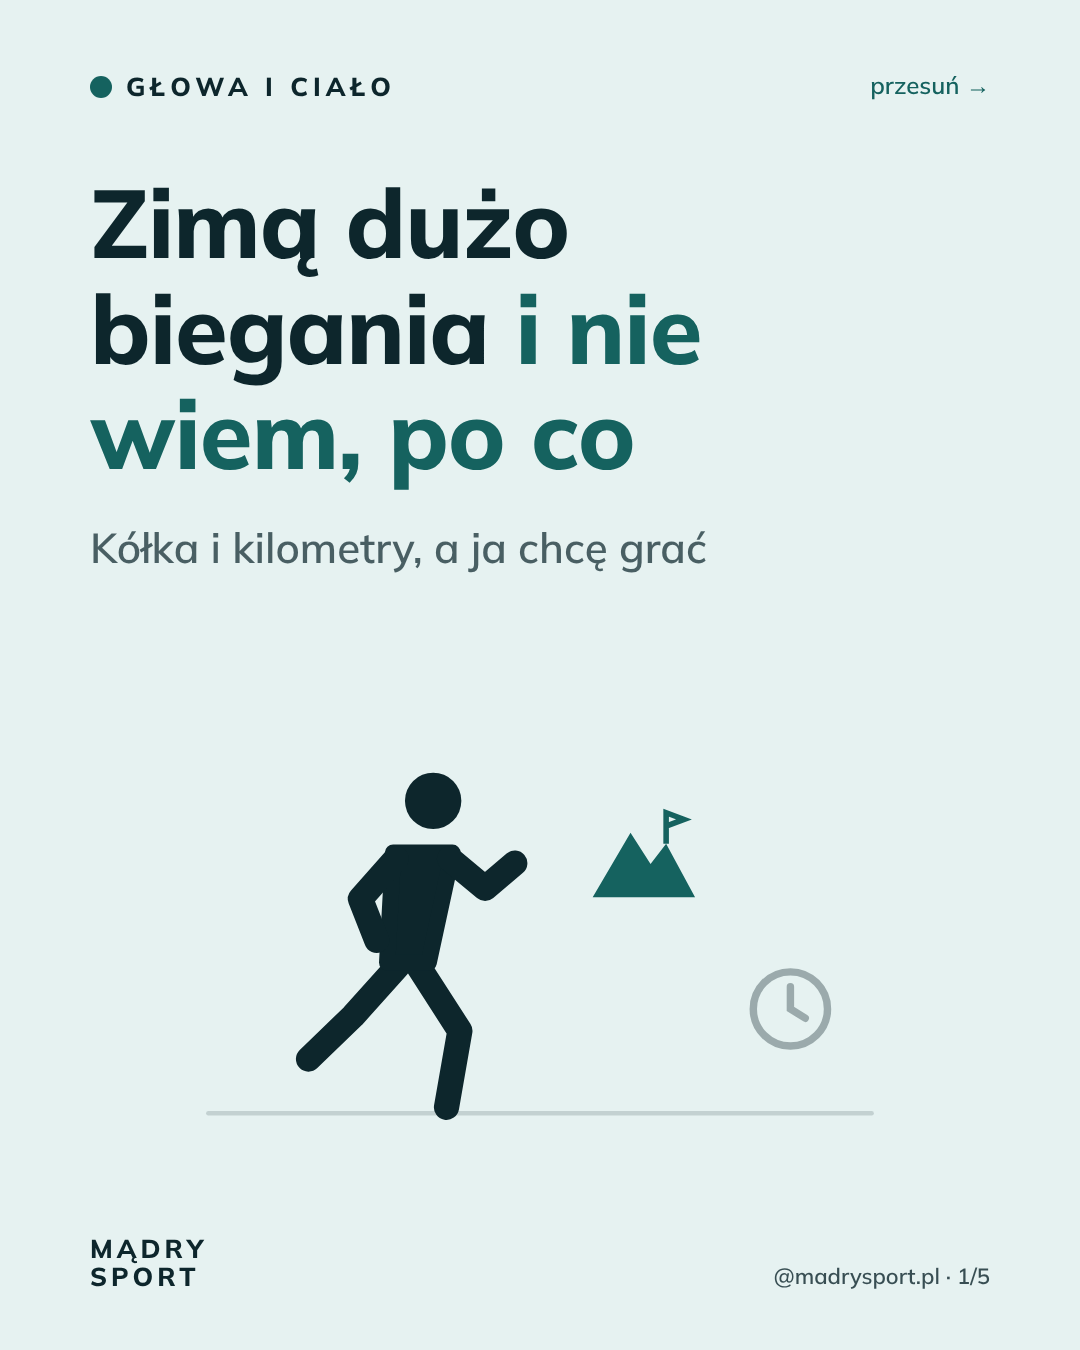 GŁOWA I CIAŁO
przesuń →
Zimą dużo
biegania i nie
wiem, po co
Kółka i kilometry, a ja chcę grać
MĄDRY
SPORT
@madrysport.pl · 1/5